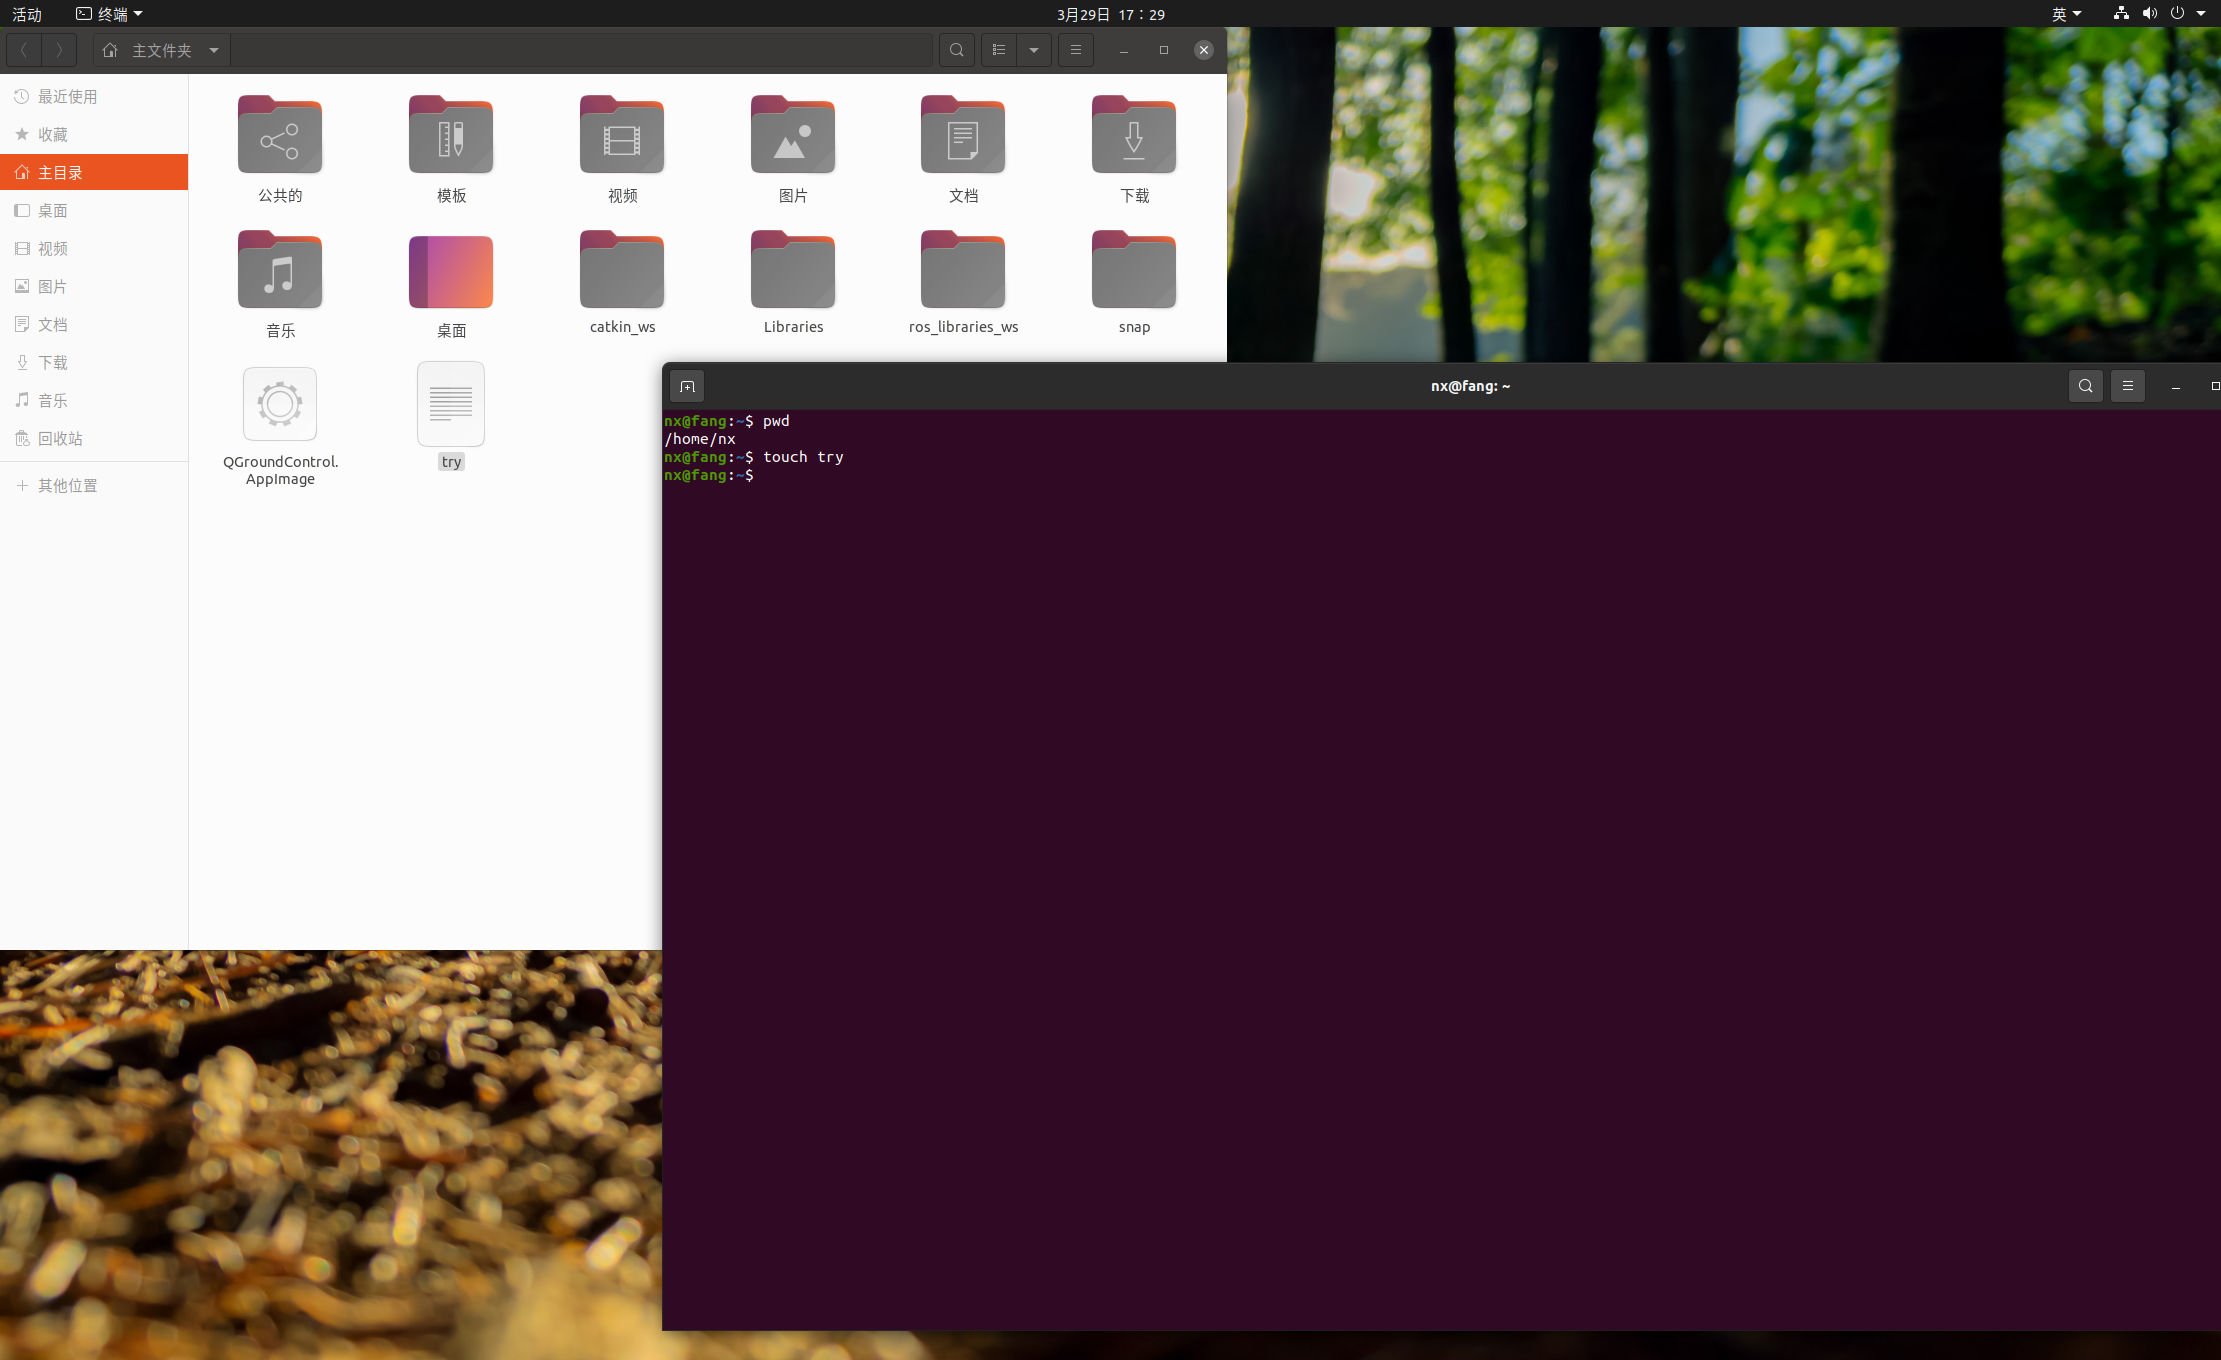 活动
终端
3月29日 17：29
英
主文件夹
最近使用
收藏
主目录
桌面
视频
图片
文档
下载
音乐
回收站
其他位置
公共的
模板
视频
图片
文档
下载
音乐
桌面
catkin_ws
Libraries
ros_libraries_ws
snap
QGroundControl.
AppImage
try
nx@fang: ~
nx@fang:~$ pwd
/home/nx
nx@fang:~$ touch try
nx@fang:~$